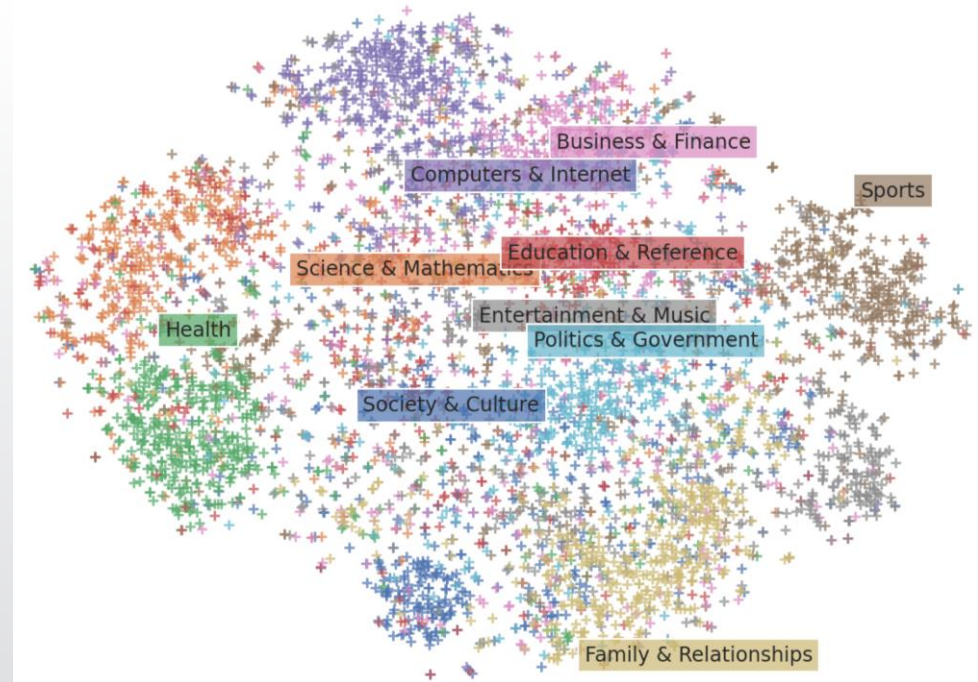 Business & Finance
Computers & Internet
Sports
Education & Reference
Science & Mathematics
Entertainment & Music
Health
Politics & Government
Society & Culture
Family & Relationships